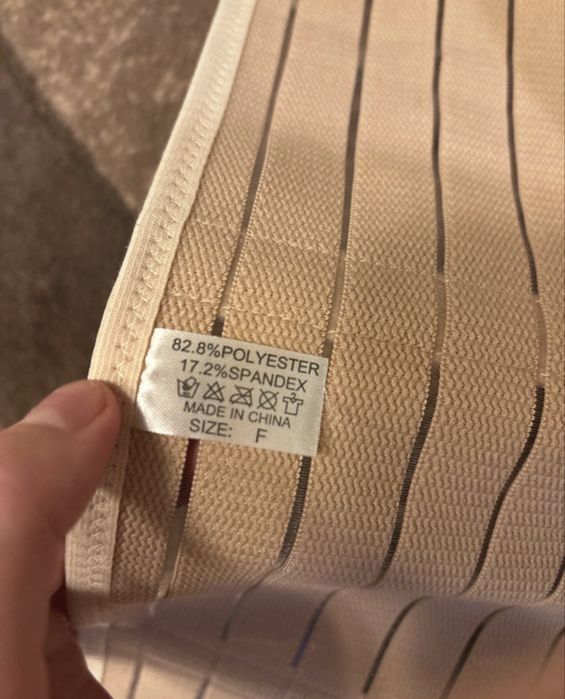 82.8%POLYESTER
17.2%SPANDEX
MADE IN CHINA
SIZE: F